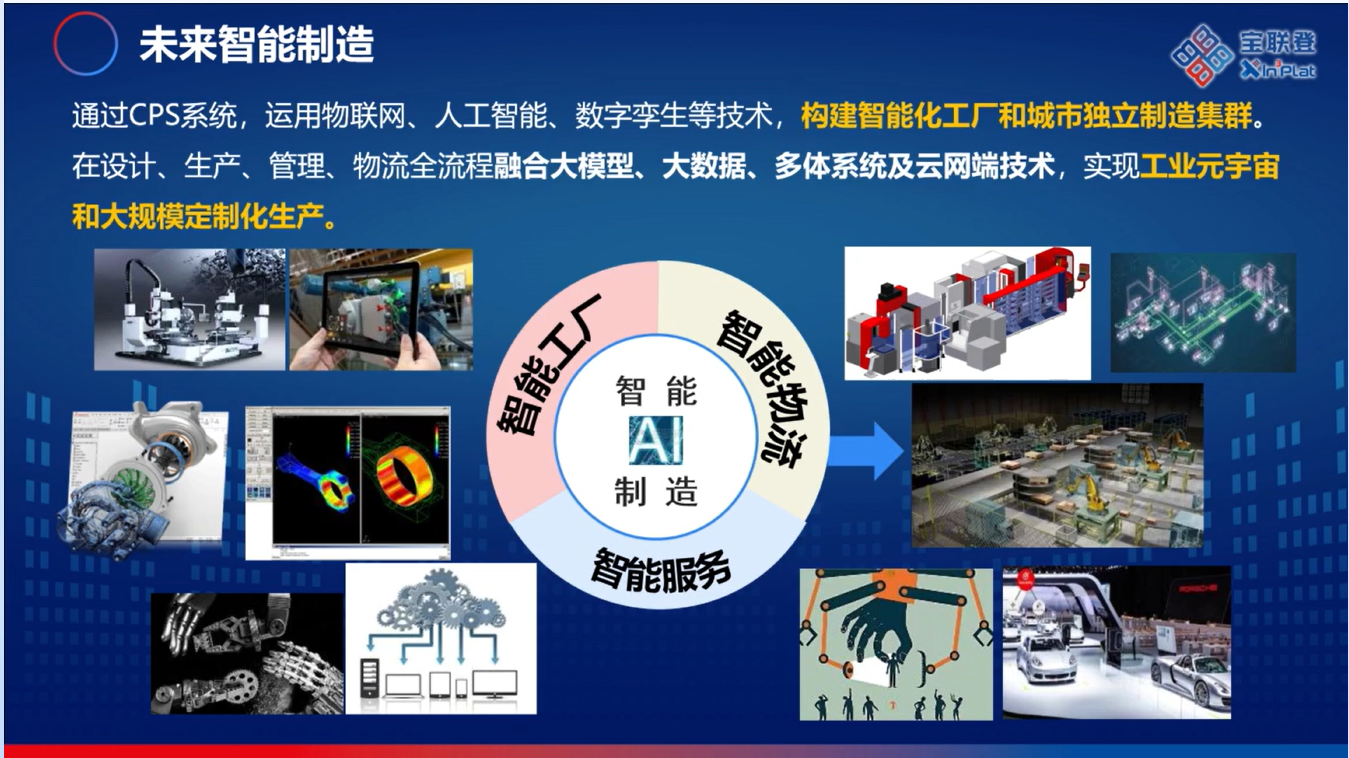 未来智能制造
宝联登
XIn³Plat
通过CPS系统，运用物联网、人工智能、数字孪生等技术，构建智能化工厂和城市独立制造集群。
在设计、生产、管理、物流全流程融合大模型、大数据、多体系统及云网端技术，实现工业元宇宙
和大规模定制化生产。
智能工厂
智能物流
智能
AI
制造
智能服务
PORSCHE